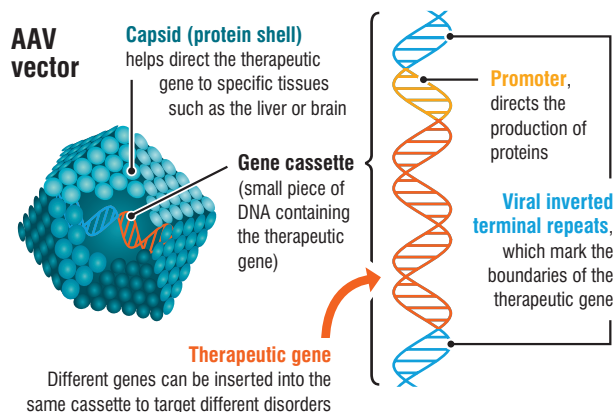 AAV
vector
Capsid (protein shell)
helps direct the therapeutic
gene to specific tissues
such as the liver or brain
Gene cassette
(small piece of
DNA containing
the therapeutic
gene)
Promoter,
directs the
production of
proteins
Viral inverted
terminal repeats,
which mark the
boundaries of the
therapeutic gene
Therapeutic gene
Different genes can be inserted into the
same cassette to target different disorders